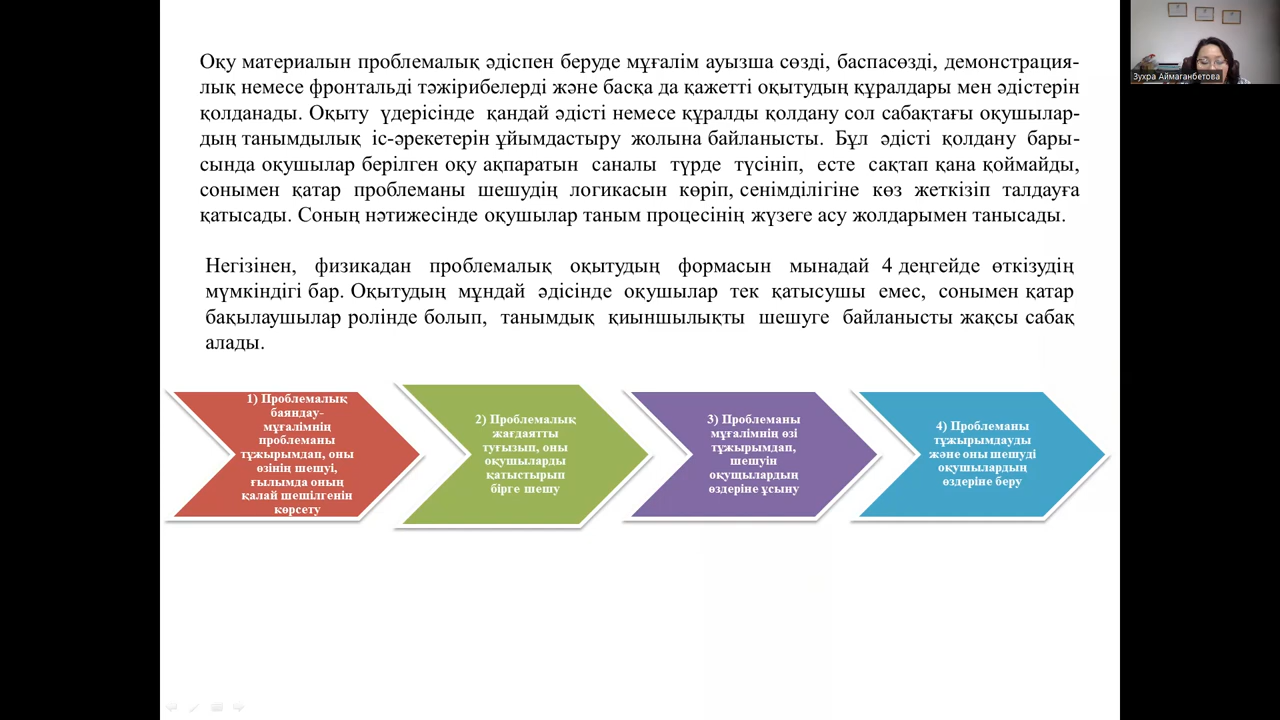 Оқу материалын проблемалық әдіспен беруде мұғалім ауызша сөзді, баспасөзді, демонстрация-
лық немесе фронтальді тәжірибелерді және басқа да қажетті оқытудың құралдары мен әдістерін
қолданады. Оқыту үдерісінде қандай әдісті немесе құралды қолдану сол сабақтағы оқушылар-
дың танымдылық іс-әрекетерін ұйымдастыру жолына байланысты. Бұл әдісті қолдану бары-
сында оқушылар берілген оқу ақпаратын саналы түрде түсініп, есте сақтап қана қоймайды,
сонымен қатар проблеманы шешудің логикасын көріп, сенімділігіне көз жеткізіп талдауға
қатысады. Соның нәтижесінде оқушылар таным процесінің жүзеге асу жолдарымен танысады.
Негізінен, физикадан проблемалық оқытудың формасын мынадай 4 деңгейде өткізудің
мүмкіндігі бар. Оқытудың мұндай әдісінде оқушылар тек қатысушы емес, сонымен қатар
бақылаушылар ролінде болып, танымдық қиыншылықты шешуге байланысты жақсы сабақ
алады.
1) Проблемалық
баяндау-
мұғалімнің
проблеманы
тұжырымдап, оны
өзінің шешуі,
ғылымда оның
қалай шешілгенін
көрсету
2) Проблемалық
жағдаятты
туғызып, оны
оқушыларды
қатыстырып
бірге шешу
3) Проблеманы
мұғалімнің өзі
тұжырымдап,
шешуін
оқущылардың
өздеріне ұсыну
4) Проблеманы
тұжырымдауды
және оны шешуді
оқушылардың
өздеріне беру
Зухра Аймаганбетова